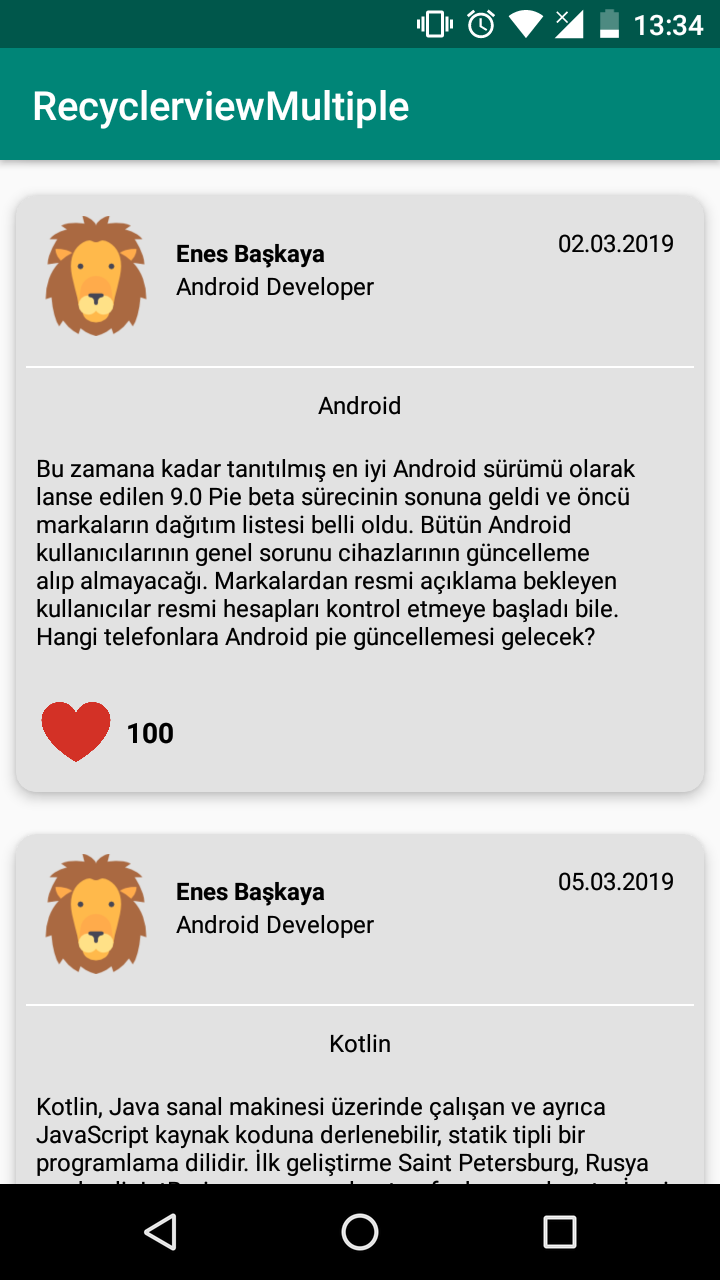 13:34
RecyclerviewMultiple
Enes Başkaya
02.03.2019
Android Developer
Android
Bu zamana kadar tanıtılmış en iyi Android sürümü olarak
lanse edilen 9.0 Pie beta sürecinin sonuna geldi ve öncü
markaların dağıtım listesi belli oldu. Bütün Android
kullanıcılarının genel sorunu cihazlarının güncelleme
alıp almayacağı. Markalardan resmi açıklama bekleyen
kullanıcılar resmi hesapları kontrol etmeye başladı bile.
Hangi telefonlara Android pie güncellemesi gelecek?
100
Enes Başkaya
05.03.2019
Android Developer
Kotlin
Kotlin, Java sanal makinesi üzerinde çalışan ve ayrıca
JavaScript kaynak koduna derlenebilir, statik tipli bir
programlama dilidir. İlk geliştirme Saint Petersburg, Rusya